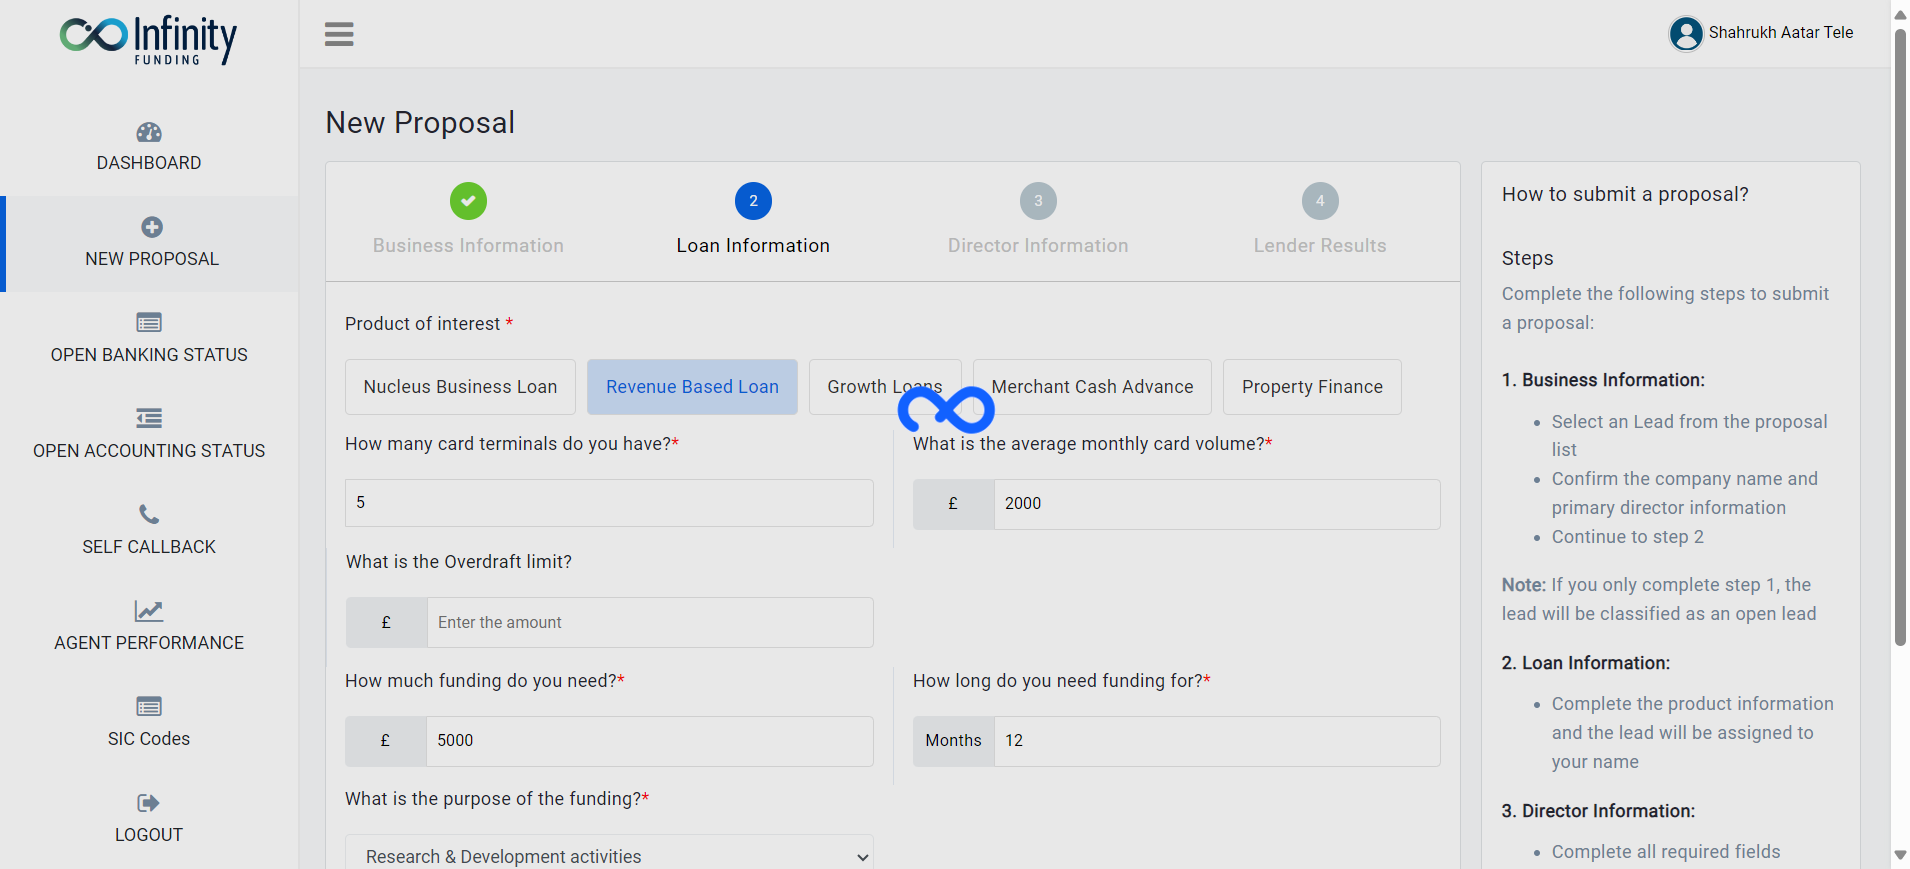 Infinity
FUNDING
Shahrukh Aatar Tele
DASHBOARD
NEW PROPOSAL
OPEN BANKING STATUS
OPEN ACCOUNTING STATUS
SELF CALLBACK
AGENT PERFORMANCE
SIC Codes
LOGOUT
New Proposal
2
3
4
Business Information
Loan Information
Director Information
Lender Results
Product of interest *
Nucleus Business Loan
Revenue Based Loan
Growth Loans
Merchant Cash Advance
Property Finance
How many card terminals do you have?*
5
What is the average monthly card volume?*
£ 2000
What is the Overdraft limit?
£ Enter the amount
How much funding do you need?*
£ 5000
How long do you need funding for?*
Months 12
What is the purpose of the funding?*
Research & Development activities
How to submit a proposal?
Steps
Complete the following steps to submit
a proposal:
1. Business Information:
• Select an Lead from the proposal
list
• Confirm the company name and
primary director information
• Continue to step 2
Note: If you only complete step 1, the
lead will be classified as an open lead
2. Loan Information:
• Complete the product information
and the lead will be assigned to
your name
3. Director Information:
• Complete all required fields